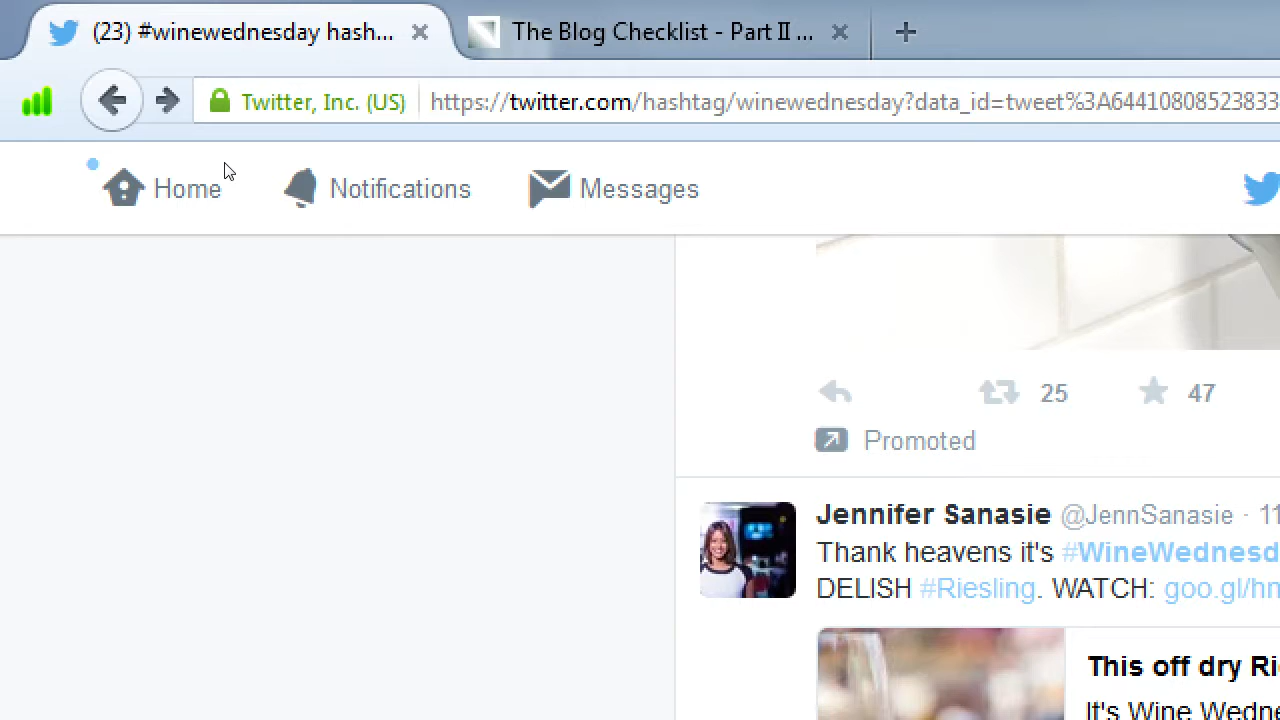 (23) #winewednesday hash...
The Blog Checklist - Part II ...
Twitter, Inc. (US)
https://twitter.com/hashtag/winewednesday?data_id=tweet%3A64410808523833
Home
Notifications
Messages
25
47
Promoted
Jennifer Sanasie @JennSanasie · 11
Thank heavens it's #WineWednesd
DELISH #Riesling. WATCH: goo.gl/hn
This off dry Ri
It's Wine Wedne